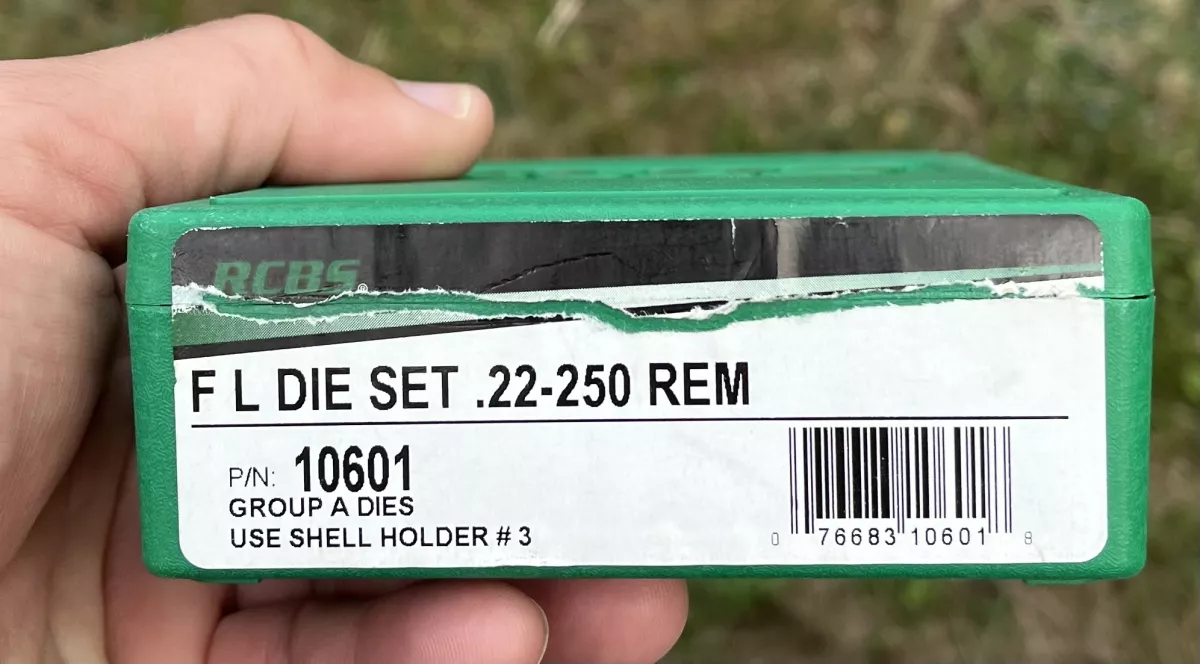 RCBS®
F L DIE SET .22-250 REM
P/N: 10601
GROUP A DIES
USE SHELL HOLDER # 3
0 76683 10601 8